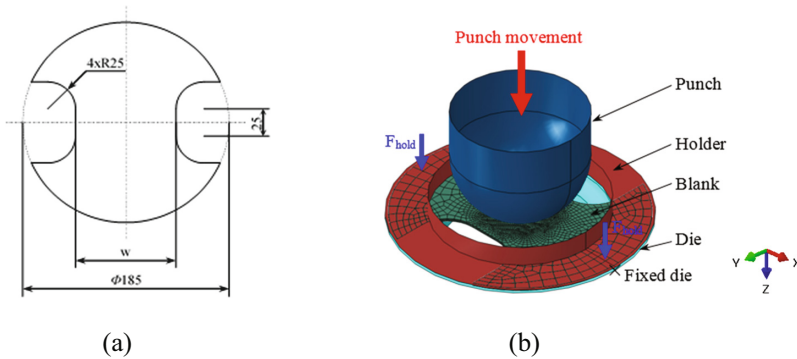 4xR25
25
w
Φ185
(a)
Punch movement
Punch
Holder
Fhold
Blank
Fhold
Die
Fixed die
Y
X
Z
(b)